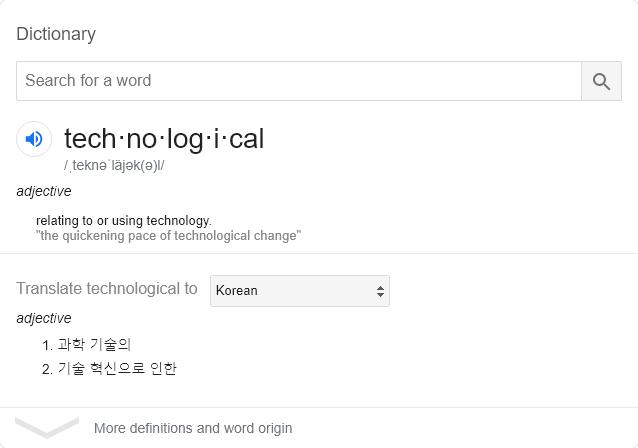 Dictionary
Search for a word
tech·no·log·i·cal
/ˌteknəˈläjək(ə)l/
adjective
relating to or using technology.
"the quickening pace of technological change"
Translate technological to Korean
adjective
1. 과학 기술의
2. 기술 혁신으로 인한
More definitions and word origin